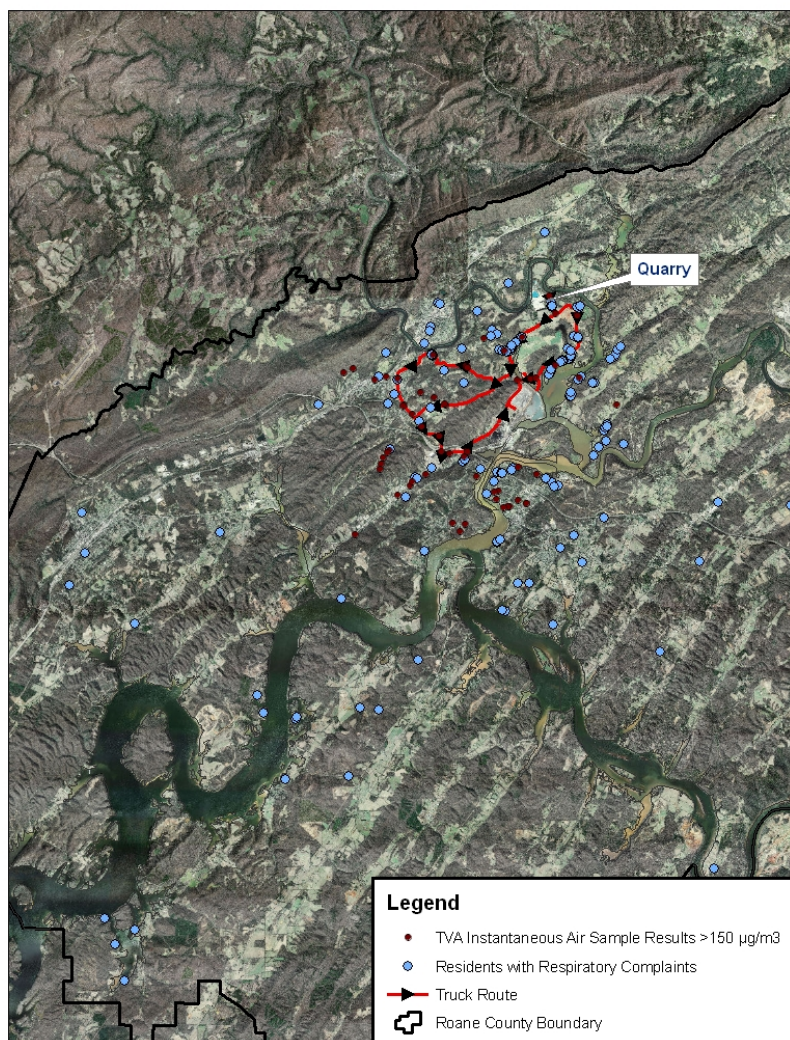 Quarry
Legend
TVA Instantaneous Air Sample Results >150 µg/m3
Residents with Respiratory Complaints
Truck Route
Roane County Boundary